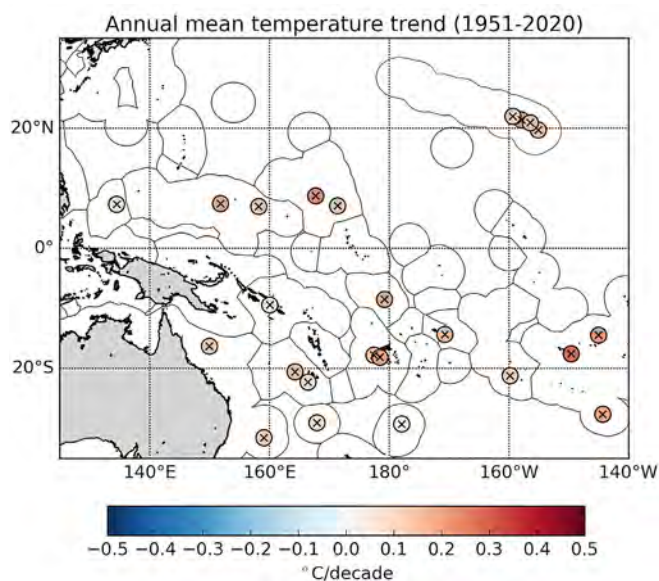 Annual mean temperature trend (1951-2020)
20°N
0°
20°S
140°E 160°E 180° 160°W 140°W
−0.5 −0.4 −0.3 −0.2 −0.1 0.0 0.1 0.2 0.3 0.4 0.5
°C/decade